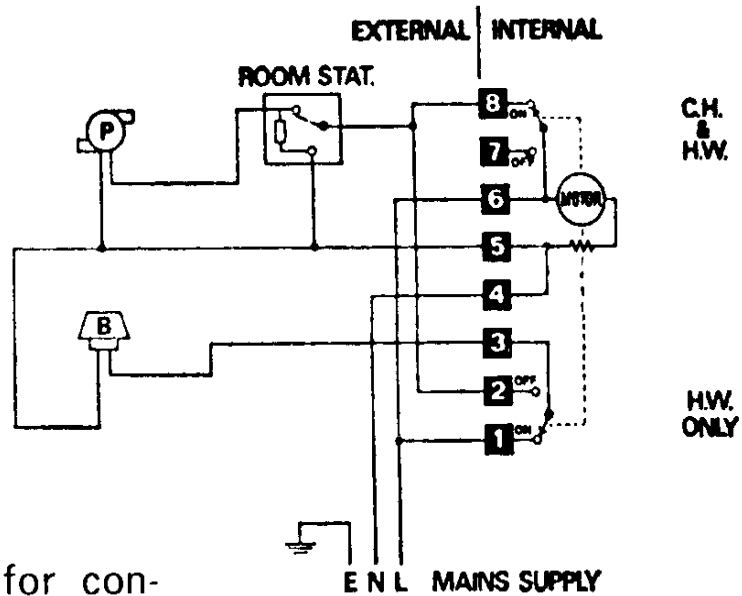 EXTERNAL INTERNAL
ROOM STAT.
P
8
ON
C.H.
&
H.W.
7
OFF
6
MOTOR
5
4
B
3
2
OFF
H.W.
ONLY
1
ON
E N L MAINS SUPPLY
for con-